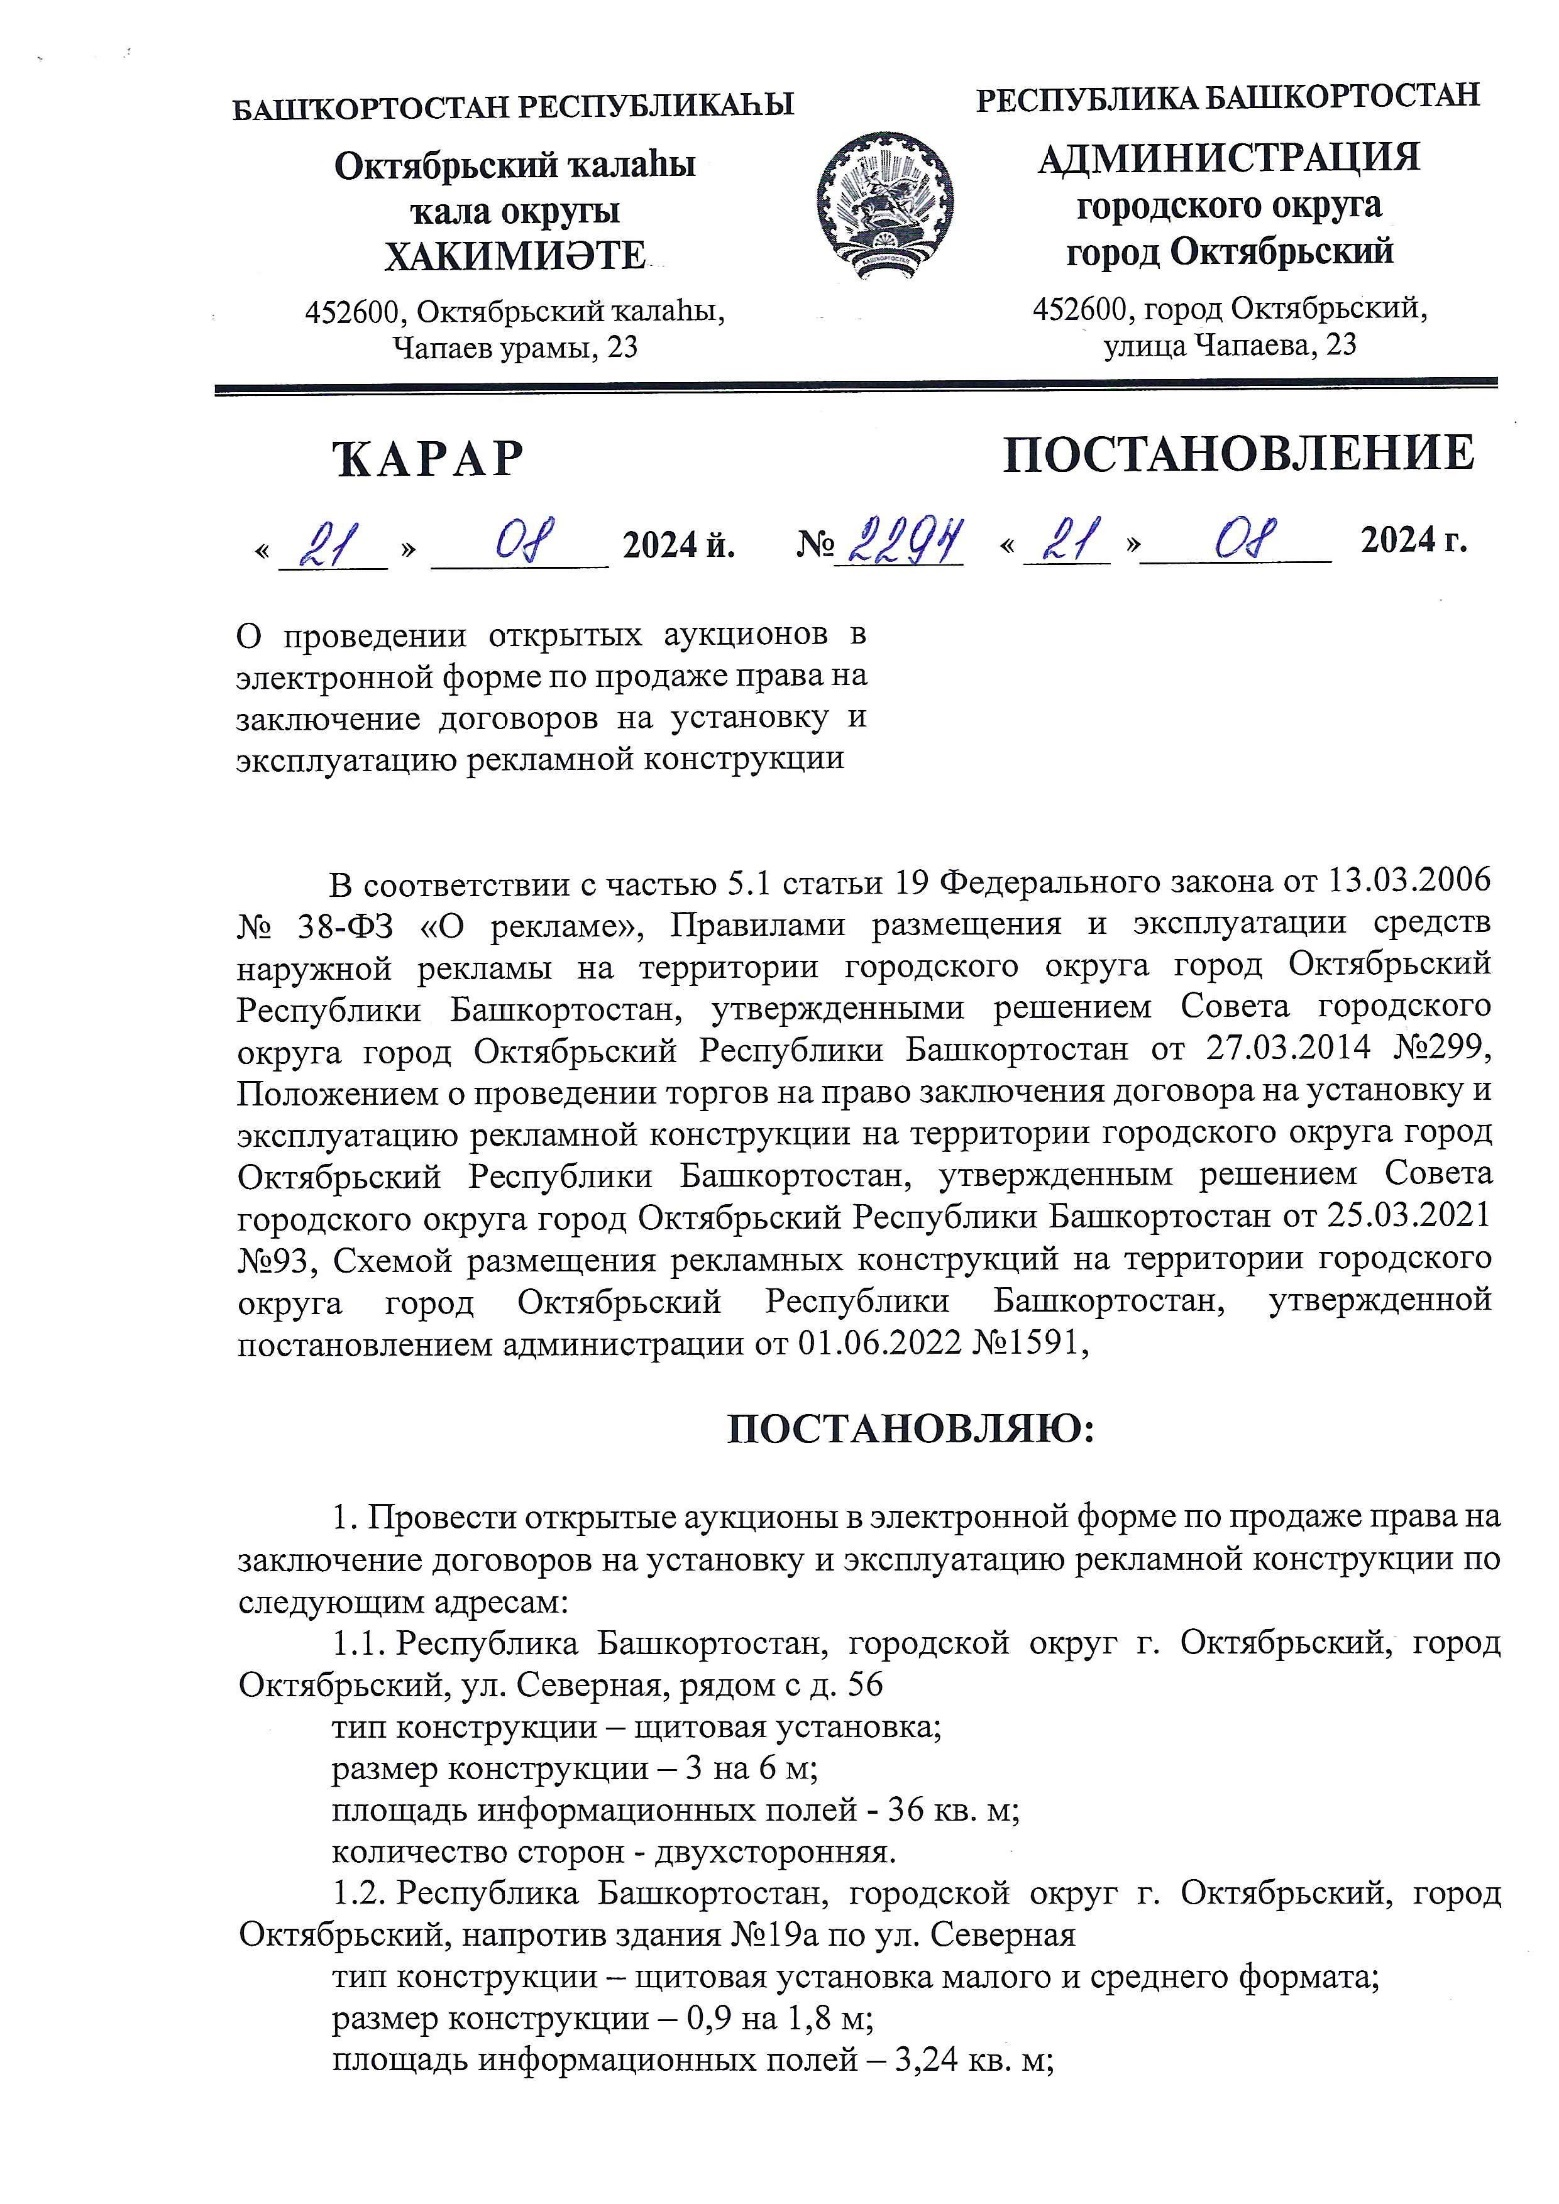 БАШҠОРТОСТАН РЕСПУБЛИКАҺЫ
Октябрьский ҡалаһы
ҡала округы
ХАКИМИӘТЕ
452600, Октябрьский ҡалаһы,
Чапаев урамы, 23
РЕСПУБЛИКА БАШКОРТОСТАН
АДМИНИСТРАЦИЯ
городского округа
город Октябрьский
452600, город Октябрьский,
улица Чапаева, 23
БАШКОРТОСТАН
ҠАРАР
ПОСТАНОВЛЕНИЕ
« 21 » 08 2024 й. № 2294 « 21 » 08 2024 г.
О проведении открытых аукционов в
электронной форме по продаже права на
заключение договоров на установку и
эксплуатацию рекламной конструкции
В соответствии с частью 5.1 статьи 19 Федерального закона от 13.03.2006
№ 38-ФЗ «О рекламе», Правилами размещения и эксплуатации средств
наружной рекламы на территории городского округа город Октябрьский
Республики Башкортостан, утвержденными решением Совета городского
округа город Октябрьский Республики Башкортостан от 27.03.2014 №299,
Положением о проведении торгов на право заключения договора на установку и
эксплуатацию рекламной конструкции на территории городского округа город
Октябрьский Республики Башкортостан, утвержденным решением Совета
городского округа город Октябрьский Республики Башкортостан от 25.03.2021
№93, Схемой размещения рекламных конструкций на территории городского
округа город Октябрьский Республики Башкортостан, утвержденной
постановлением администрации от 01.06.2022 №1591,
ПОСТАНОВЛЯЮ:
1. Провести открытые аукционы в электронной форме по продаже права на
заключение договоров на установку и эксплуатацию рекламной конструкции по
следующим адресам:
1.1. Республика Башкортостан, городской округ г. Октябрьский, город
Октябрьский, ул. Северная, рядом с д. 56
тип конструкции – щитовая установка;
размер конструкции – 3 на 6 м;
площадь информационных полей - 36 кв. м;
количество сторон - двухсторонняя.
1.2. Республика Башкортостан, городской округ г. Октябрьский, город
Октябрьский, напротив здания №19а по ул. Северная
тип конструкции – щитовая установка малого и среднего формата;
размер конструкции – 0,9 на 1,8 м;
площадь информационных полей – 3,24 кв. м;